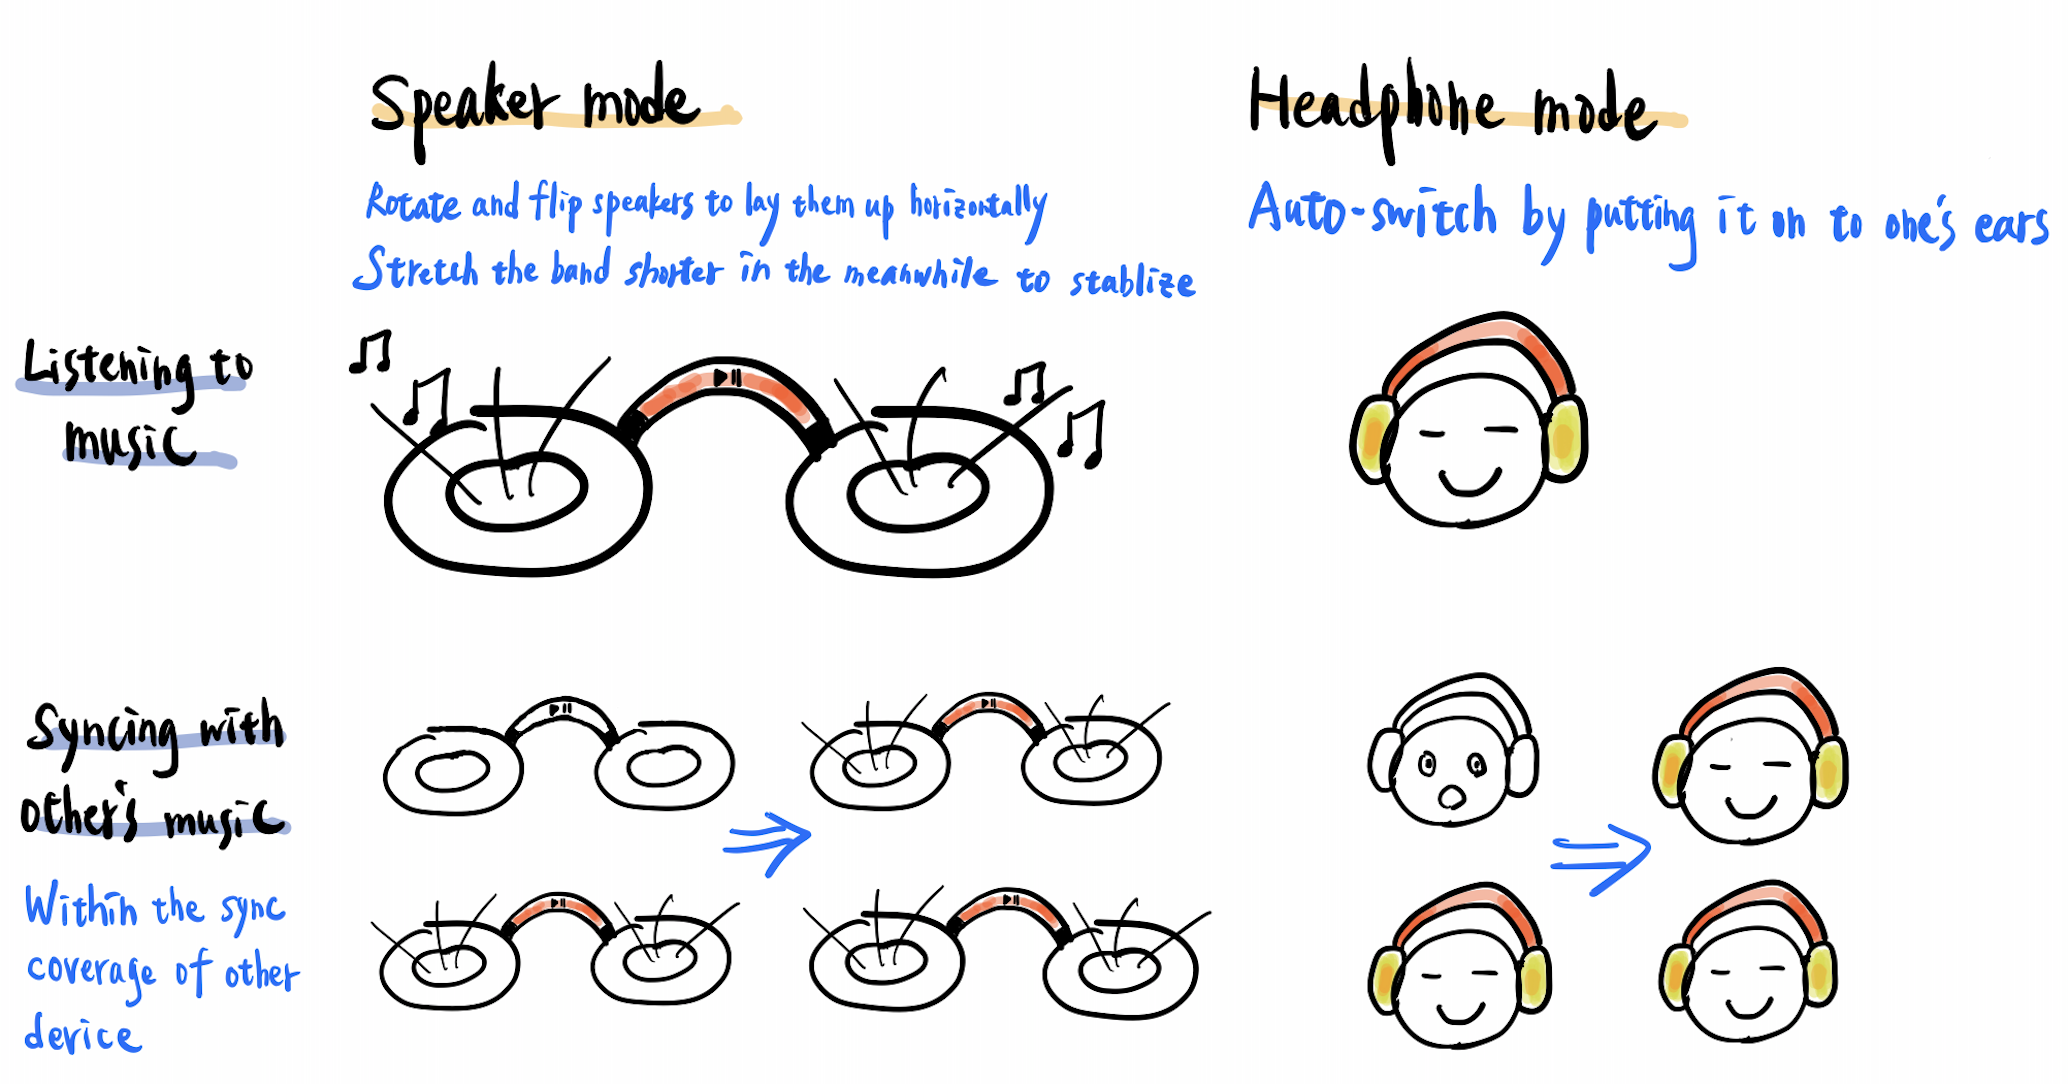 Speaker mode
Rotate and flip speakers to lay them up horizontally
Stretch the band shorter in the meanwhile to stablize
Headphone mode
Auto-switch by putting it on to one's ears
Listening to
music
Syncing with
other's music
Within the sync
coverage of other
device